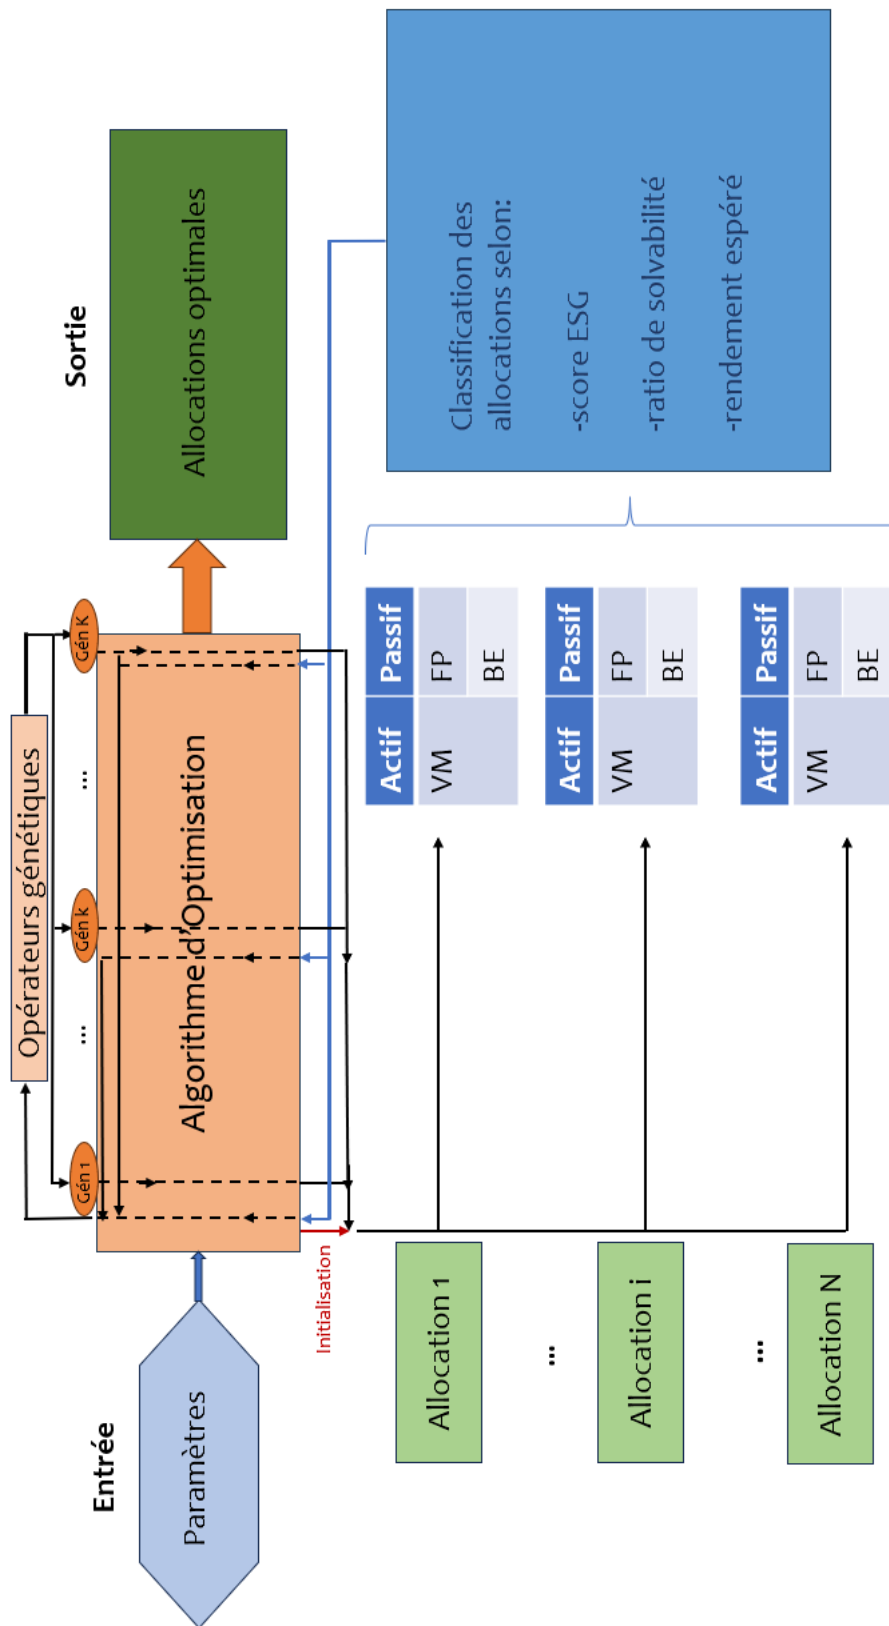 Entrée
Sortie
Opérateurs génétiques
Gén 1
...
Gén k
...
Gén K
Paramètres
Algorithme d'Optimisation
Allocations optimales
Initialisation
Allocation 1
Actif Passif
VM FP
BE
...
Allocation i
Actif Passif
VM FP
BE
...
Allocation N
Actif Passif
VM FP
BE
Classification des
allocations selon:
-score ESG
-ratio de solvabilité
-rendement espéré